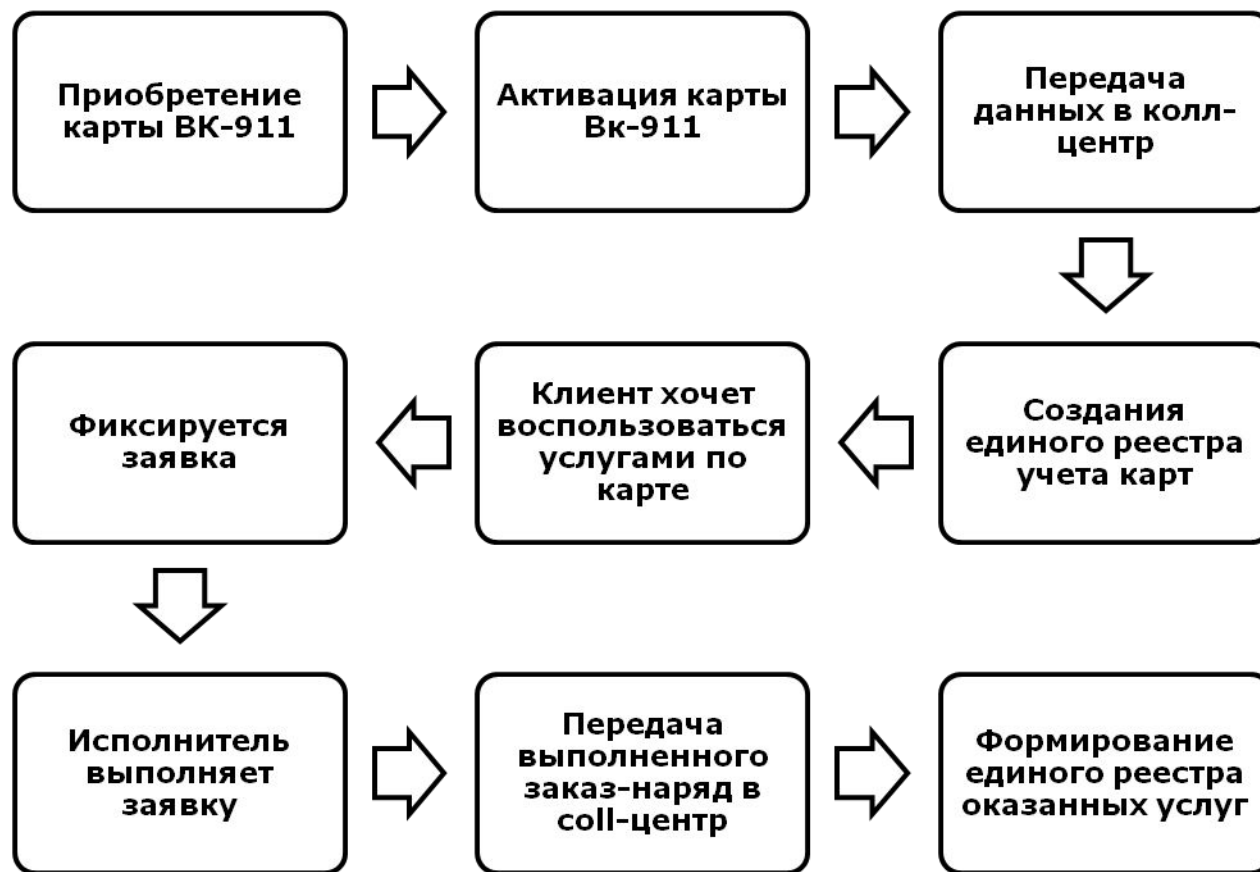 Приобретение
карты ВК-911
Активация карты
Вк-911
Передача
данных в колл-
центр
Создания
единого реестра
учета карт
Клиент хочет
воспользоваться
услугами по
карте
Фиксируется
заявка
Исполнитель
выполняет
заявку
Передача
выполненного
заказ-наряд в
coll-центр
Формирование
единого реестра
оказанных услуг